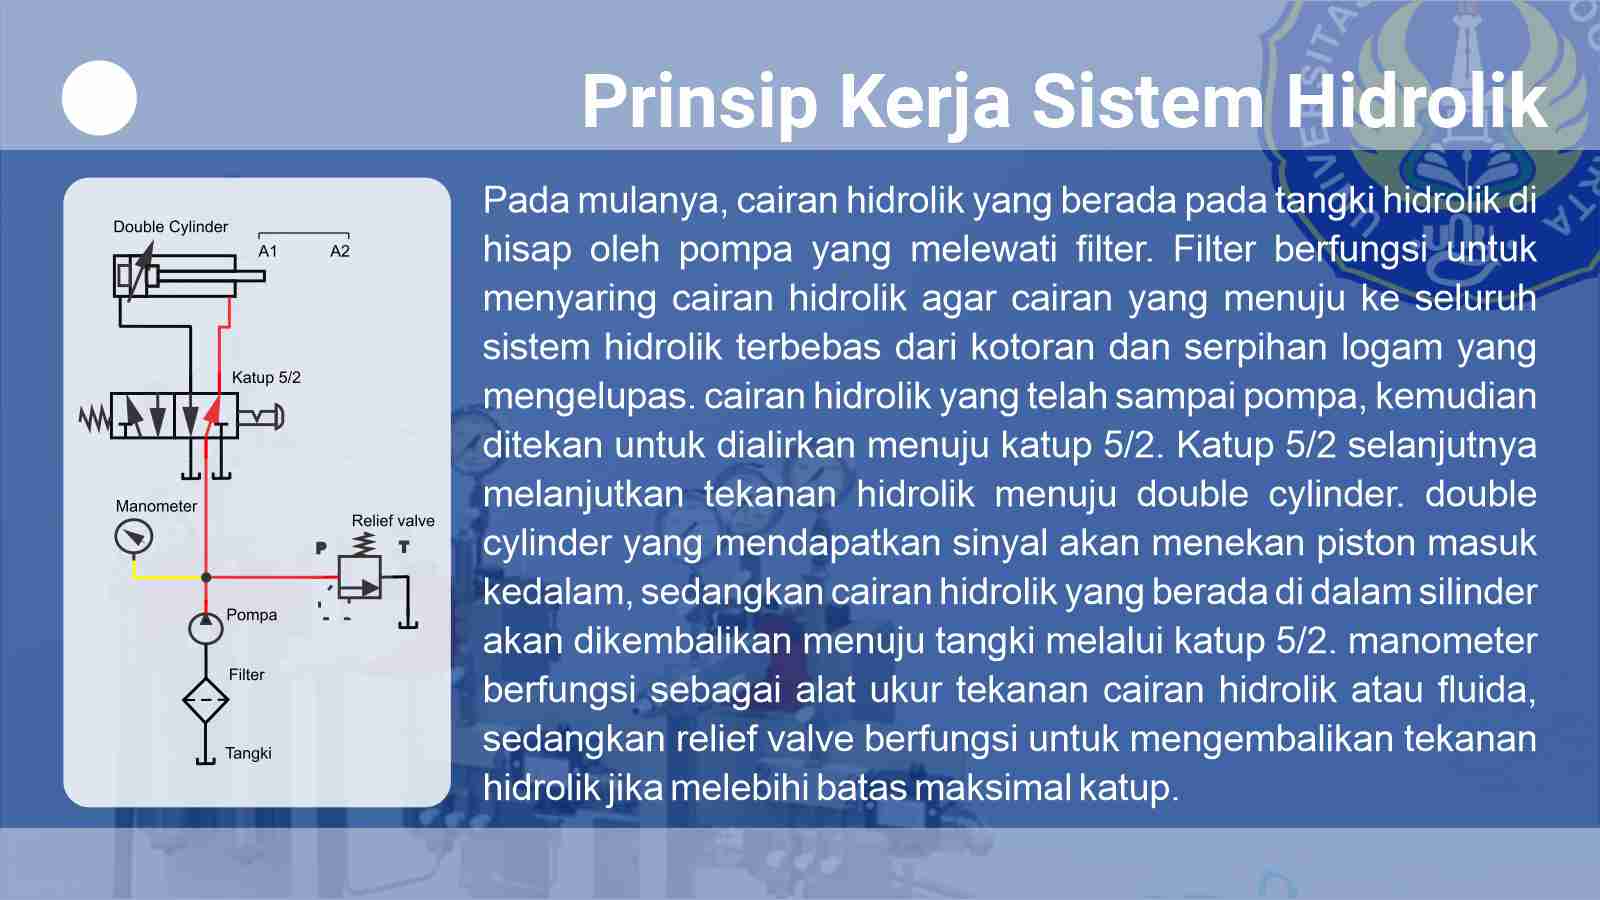 Prinsip Kerja Sistem Hidrolik
Double Cylinder
A1
A2
Katup 5/2
Manometer
Relief valve
P
T
Pompa
Filter
Tangki
Pada mulanya, cairan hidrolik yang berada pada tangki hidrolik di
hisap oleh pompa yang melewati filter. Filter berfungsi untuk
menyaring cairan hidrolik agar cairan yang menuju ke seluruh
sistem hidrolik terbebas dari kotoran dan serpihan logam yang
mengelupas. cairan hidrolik yang telah sampai pompa, kemudian
ditekan untuk dialirkan menuju katup 5/2. Katup 5/2 selanjutnya
melanjutkan tekanan hidrolik menuju double cylinder. double
cylinder yang mendapatkan sinyal akan menekan piston masuk
kedalam, sedangkan cairan hidrolik yang berada di dalam silinder
akan dikembalikan menuju tangki melalui katup 5/2. manometer
berfungsi sebagai alat ukur tekanan cairan hidrolik atau fluida,
sedangkan relief valve berfungsi untuk mengembalikan tekanan
hidrolik jika melebihi batas maksimal katup.